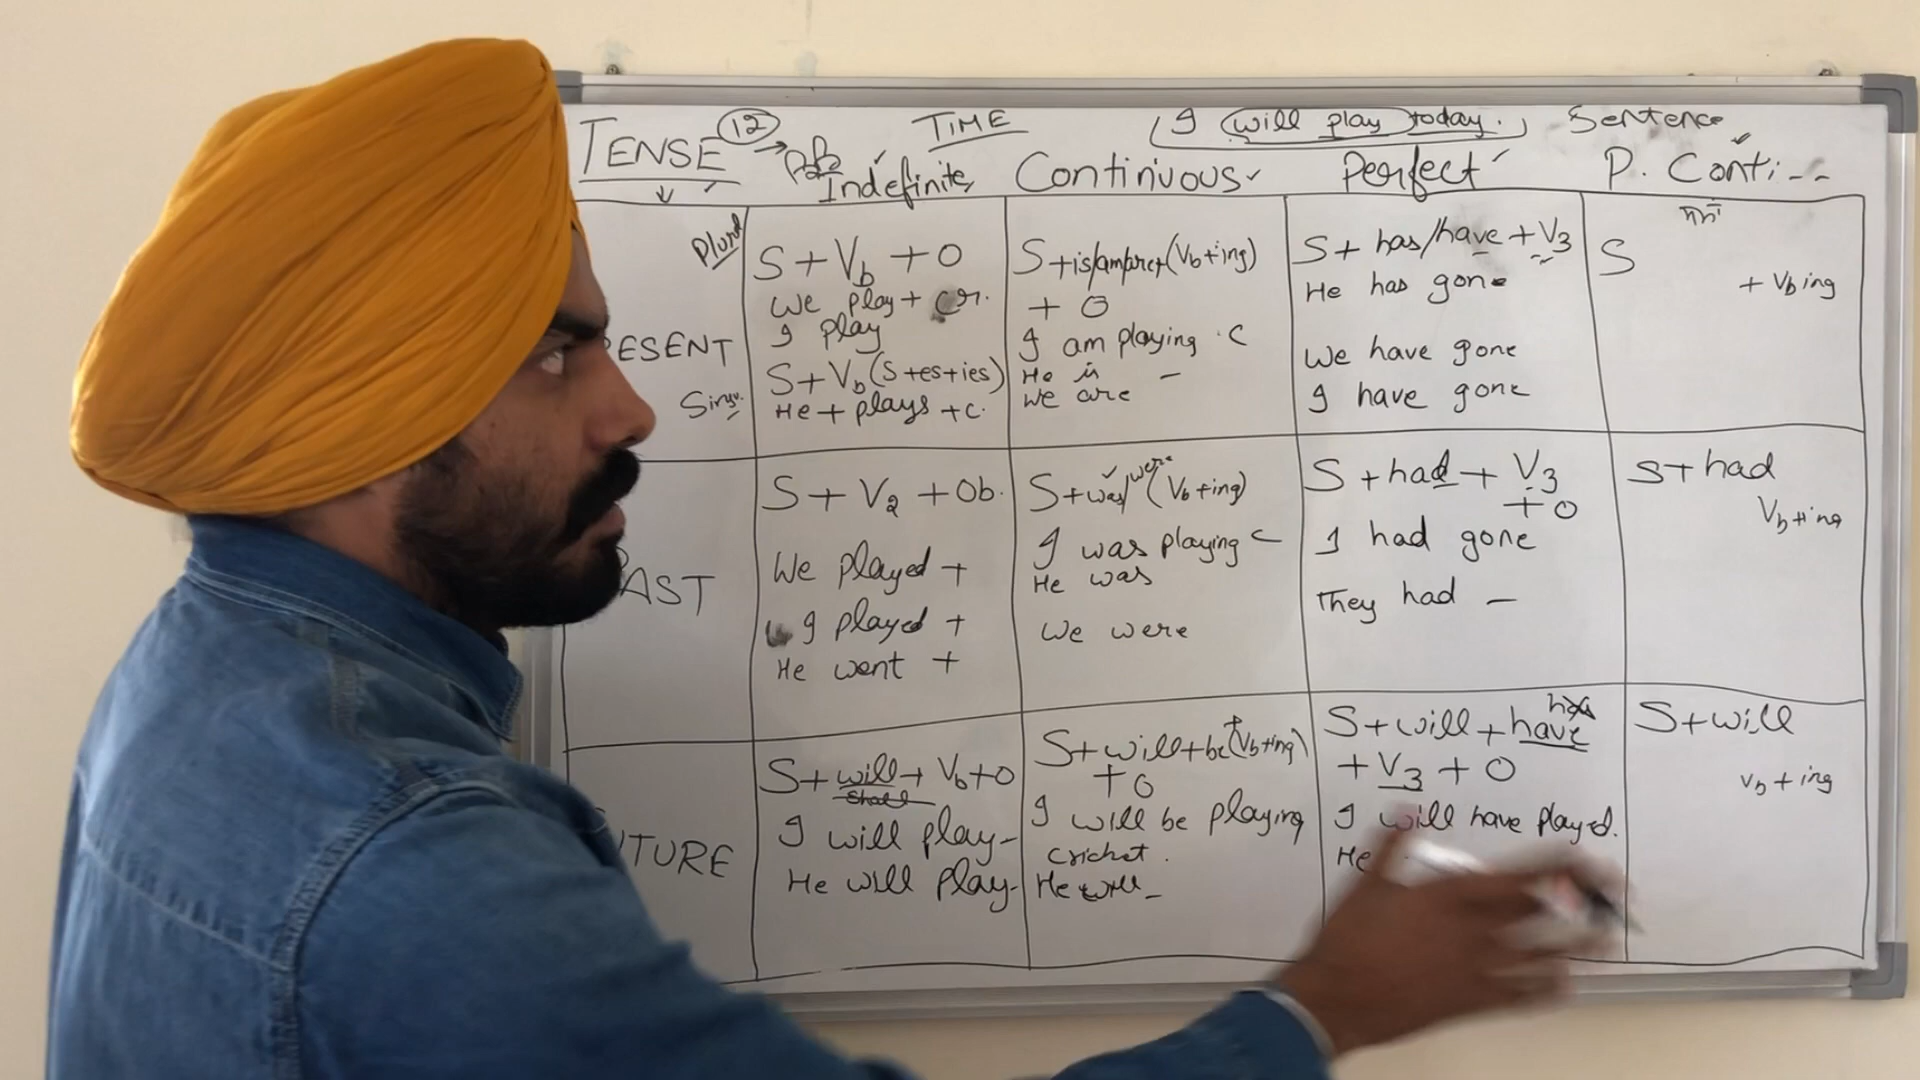 TENSE 12
TIME
I will play today.
Sentence
Indefinite
Continuous
Perfect
P. Conti--
Plural
ESENT
S + Vb + O
We play + Cr.
I play
S + Vb (s + es + ies)
He + plays + c.
S + is/am/are + (Vb + ing)
+ O
I am playing C
He is —
We are
S + has/have + V3
He has gone
We have gone
I have gone
S
+ Vb ing
AST
S + V2 + Ob.
We played +
I played +
He went +
S + was/were (Vb + ing)
I was playing C
He was
We were
S + had + V3
+ O
I had gone
They had —
S + had
Vb + ing
UTURE
S + will + Vb + O
I will play -
He will play -
S + will + be + (Vb + ing)
+ O
I will be playing
cricket.
He will -
S + will + have
+ V3 + O
I will have played.
He
S + will
Vb + ing